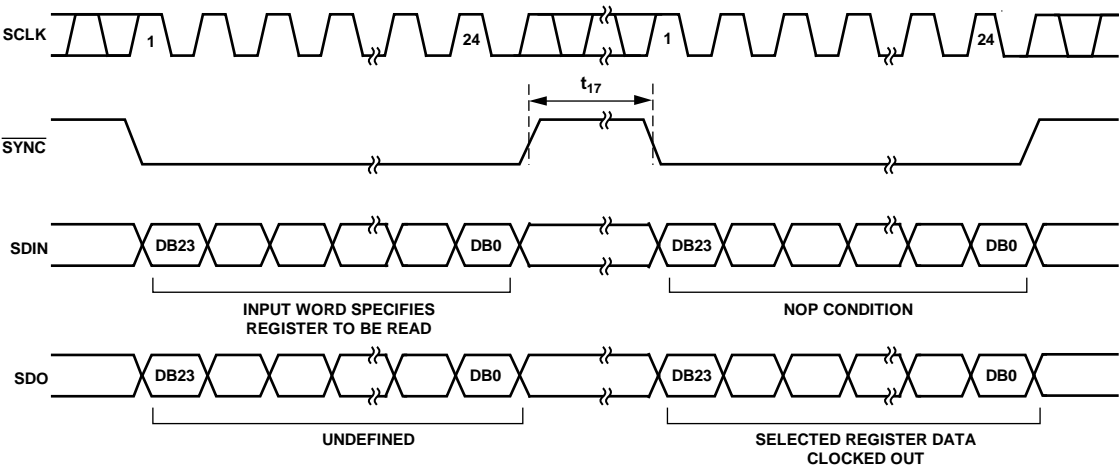 SCLK
1
24
1
24
t17
SYNC
SDIN
DB23
DB0
DB23
DB0
INPUT WORD SPECIFIES
REGISTER TO BE READ
NOP CONDITION
SDO
DB23
DB0
DB23
DB0
UNDEFINED
SELECTED REGISTER DATA
CLOCKED OUT